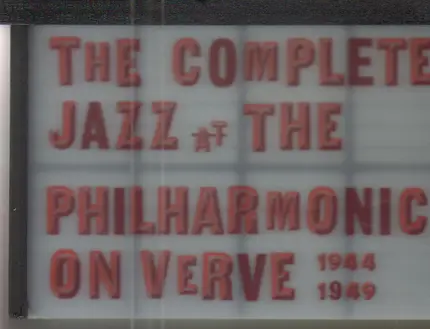 THE COMPLETE
JAZZ AT THE
PHILHARMONIC
ON VERVE 1944
1949